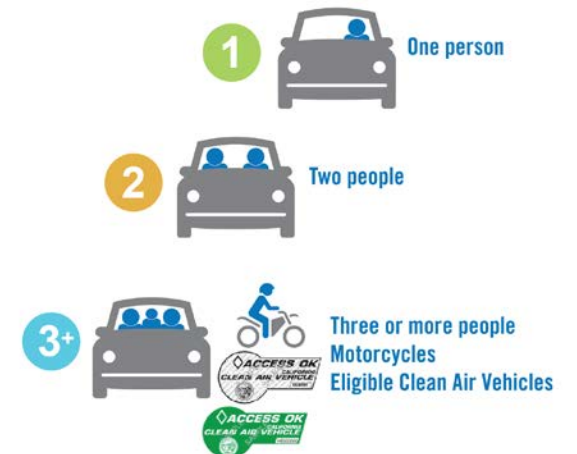 1
One person
2
Two people
3+
Three or more people
Motorcycles
Eligible Clean Air Vehicles
ACCESS OK
CALIFORNIA
CLEAN AIR VEHICLE
ACCESS OK
CALIFORNIA
CLEAN AIR VEHICLE